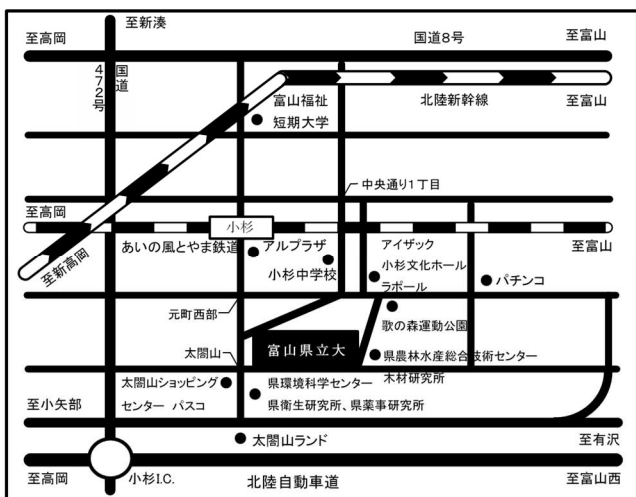 至新湊
至高岡
国道8号
至富山
国道
472号
富山福祉
短期大学
北陸新幹線
至富山
中央通り1丁目
至高岡
小杉
あいの風とやま鉄道
アルプラザ
アイザック
至富山
至新高岡
小杉中学校
小杉文化ホール
ラポール
パチンコ
元町西部
歌の森運動公園
太閤山
富山県立大
県農林水産総合技術センター
木材研究所
太閤山ショッピング
センター パスコ
県環境科学センター
県衛生研究所、県薬事研究所
至小矢部
太閤山ランド
至有沢
至高岡
小杉I.C.
北陸自動車道
至富山西